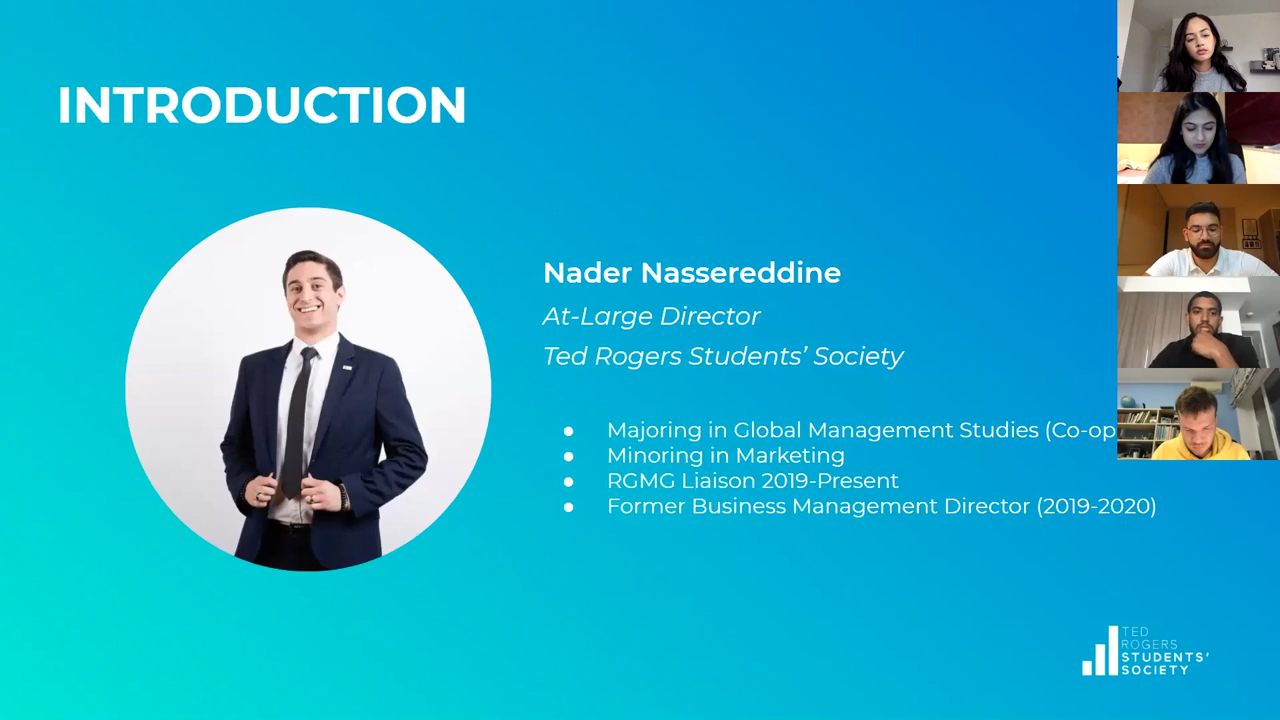 INTRODUCTION
Nader Nassereddine
At-Large Director
Ted Rogers Students’ Society
● Majoring in Global Management Studies (Co-op
● Minoring in Marketing
● RGMG Liaison 2019-Present
● Former Business Management Director (2019-2020)
TED
ROGERS
STUDENTS’
SOCIETY